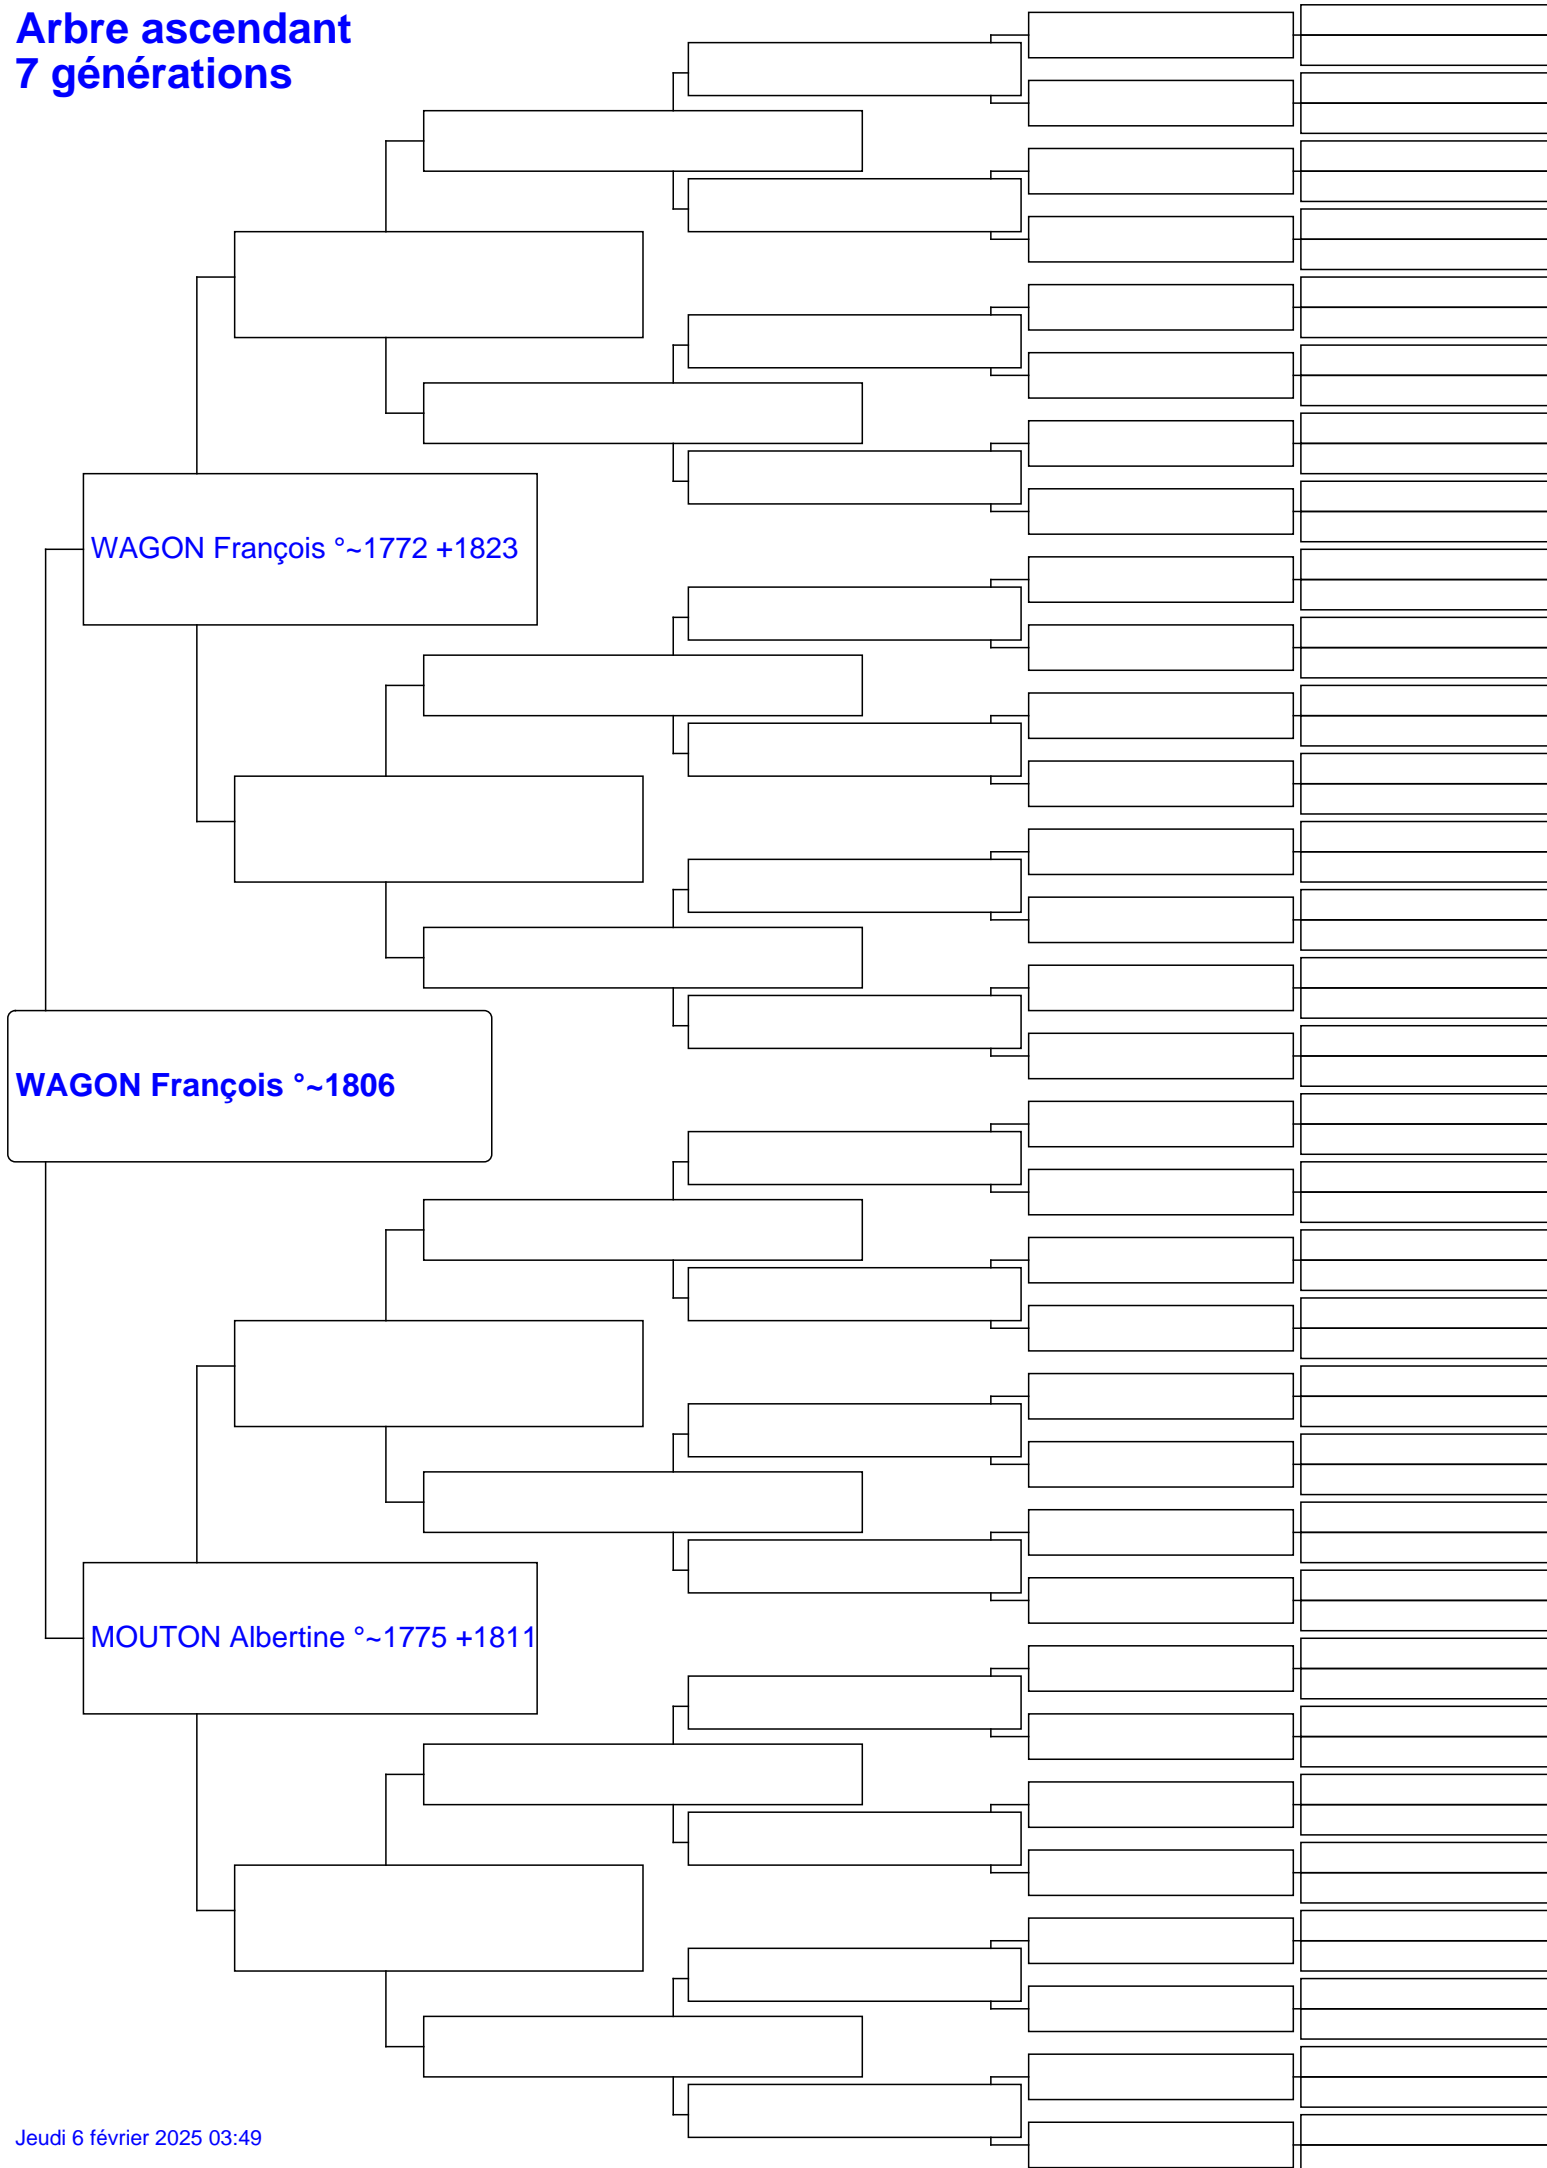 Arbre ascendant
7 générations
WAGON François °~1772 +1823
WAGON François °~1806
MOUTON Albertine °~1775 +1811
Jeudi 6 février 2025 03:49